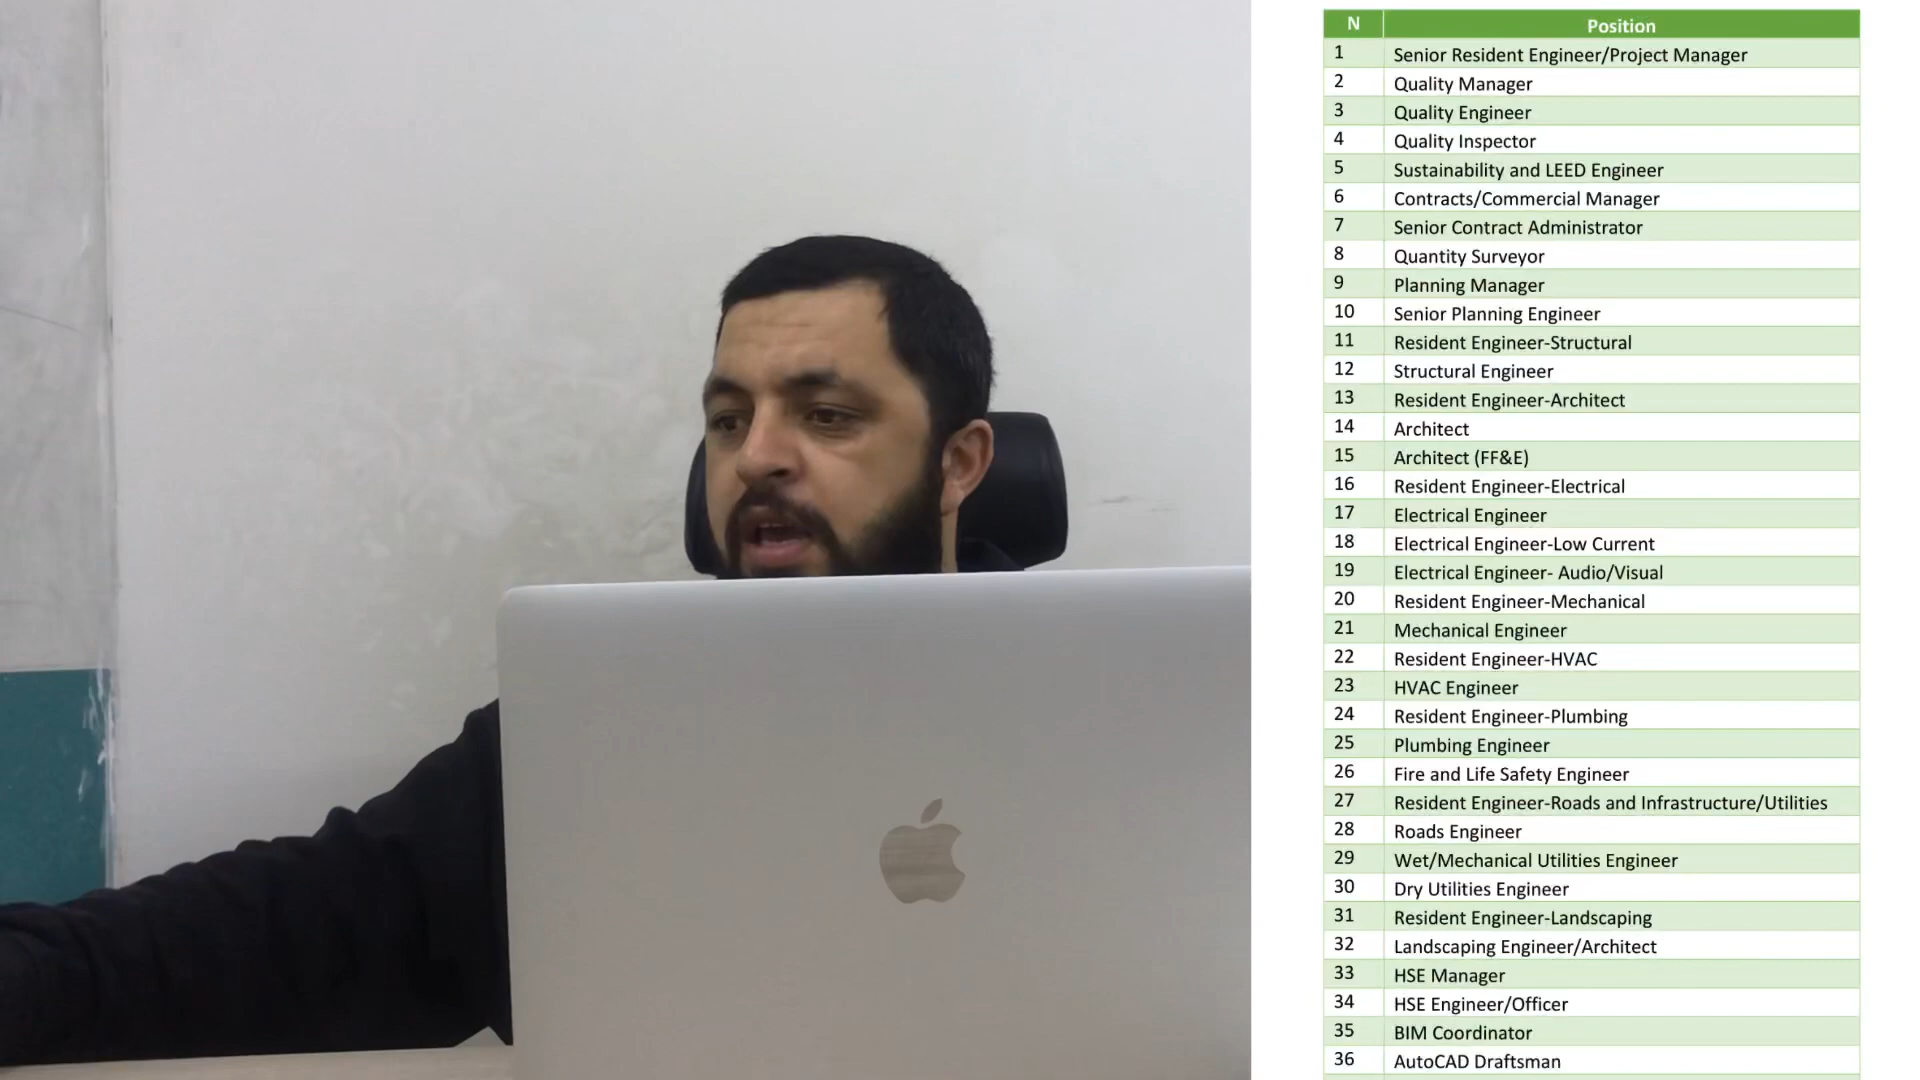 N Position
1 Senior Resident Engineer/Project Manager
2 Quality Manager
3 Quality Engineer
4 Quality Inspector
5 Sustainability and LEED Engineer
6 Contracts/Commercial Manager
7 Senior Contract Administrator
8 Quantity Surveyor
9 Planning Manager
10 Senior Planning Engineer
11 Resident Engineer-Structural
12 Structural Engineer
13 Resident Engineer-Architect
14 Architect
15 Architect (FF&E)
16 Resident Engineer-Electrical
17 Electrical Engineer
18 Electrical Engineer-Low Current
19 Electrical Engineer- Audio/Visual
20 Resident Engineer-Mechanical
21 Mechanical Engineer
22 Resident Engineer-HVAC
23 HVAC Engineer
24 Resident Engineer-Plumbing
25 Plumbing Engineer
26 Fire and Life Safety Engineer
27 Resident Engineer-Roads and Infrastructure/Utilities
28 Roads Engineer
29 Wet/Mechanical Utilities Engineer
30 Dry Utilities Engineer
31 Resident Engineer-Landscaping
32 Landscaping Engineer/Architect
33 HSE Manager
34 HSE Engineer/Officer
35 BIM Coordinator
36 AutoCAD Draftsman